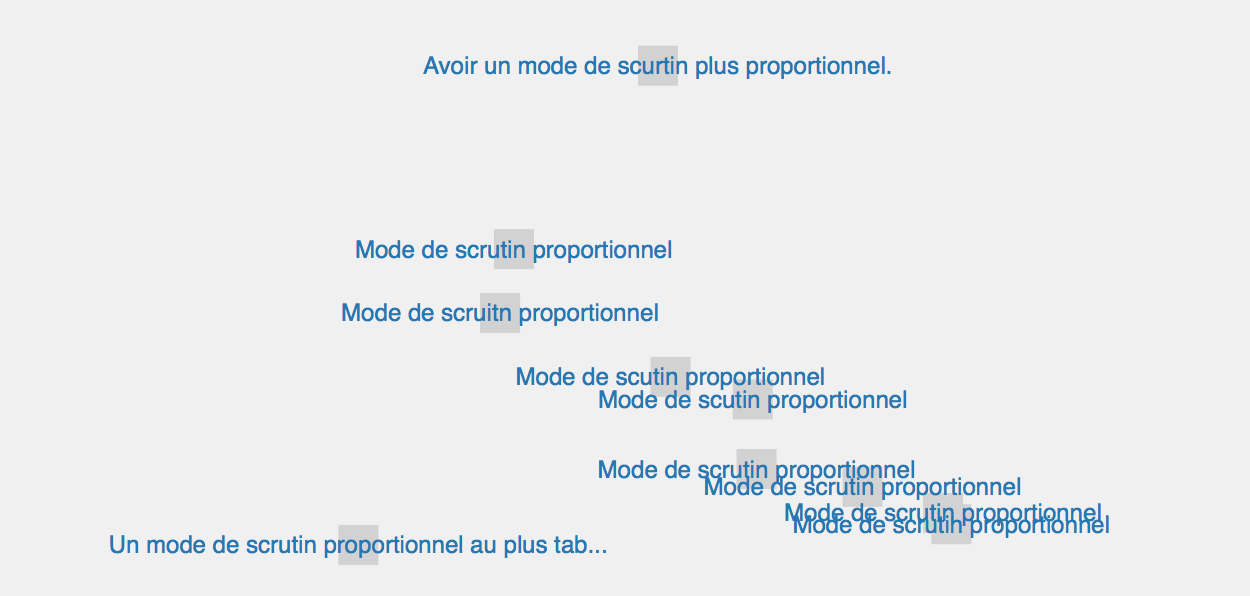 Avoir un mode de scurtin plus proportionnel.
Mode de scrutin proportionnel
Mode de scruitn proportionnel
Mode de scutin proportionnel
Mode de scutin proportionnel
Mode de scrutin proportionnel
Mode de scrutin proportionnel
Mode de scrutin proportionnel
Mode de scrutin proportionnel
Un mode de scrutin proportionnel au plus tab...